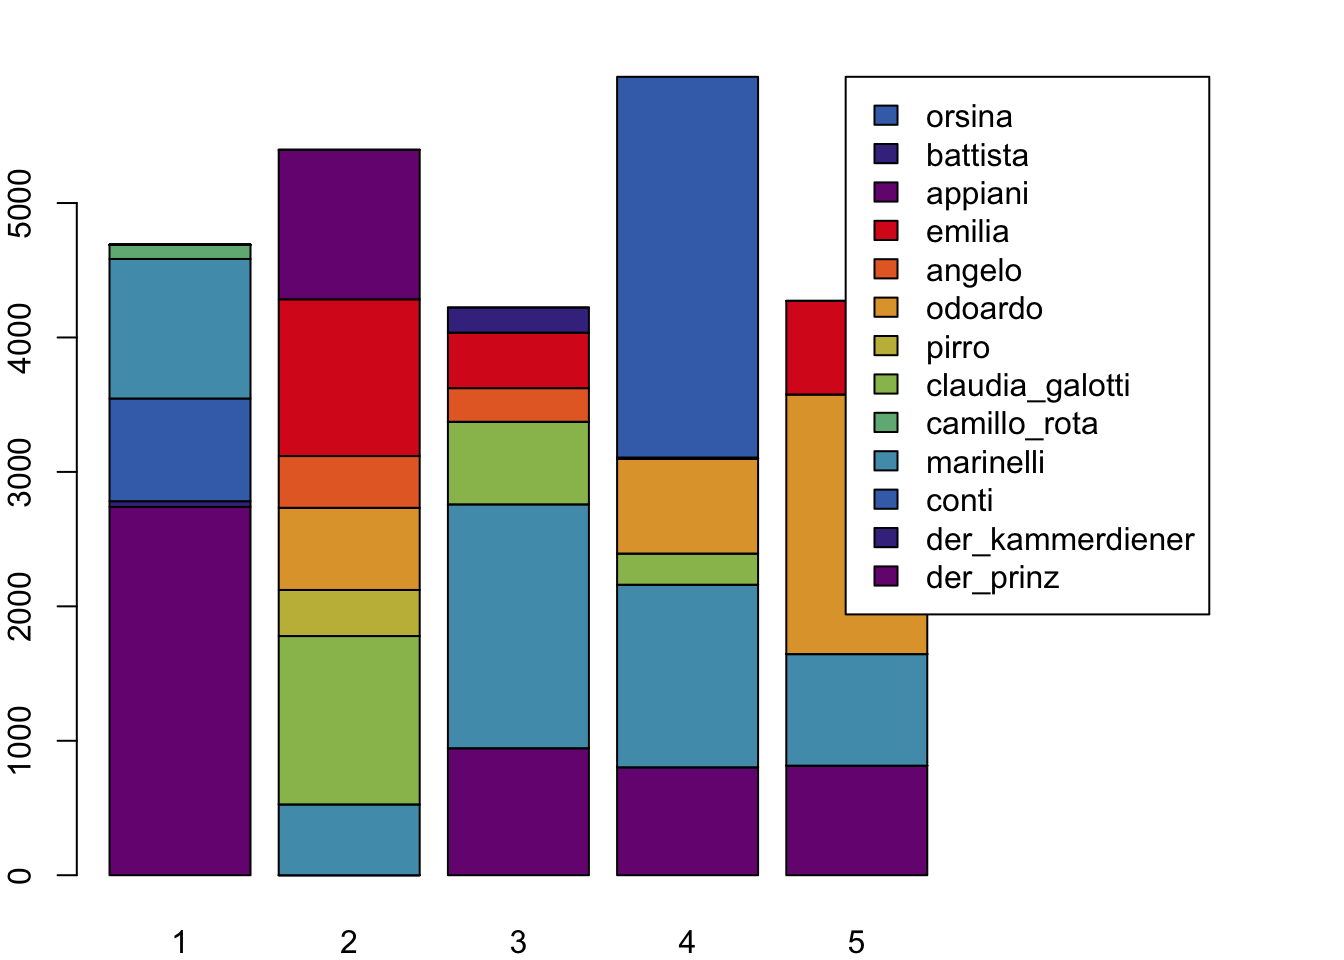 5000
4000
3000
2000
1000
0
1 2 3 4 5
orsina
battista
appiani
emilia
angelo
odoardo
pirro
claudia_galotti
camillo_rota
marinelli
conti
der_kammerdiener
der_prinz